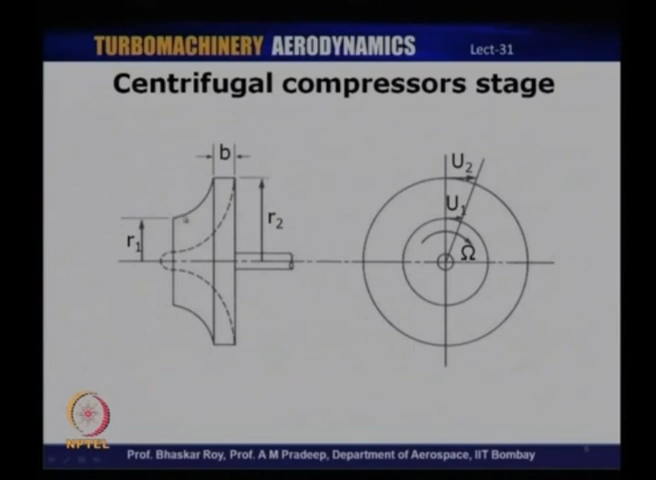 TURBOMACHINERY AERODYNAMICS
Lect-31
Centrifugal compressors stage
b
U2
r2
U1
r1
Ω
NPTEL
Prof. Bhaskar Roy, Prof. A M Pradeep, Department of Aerospace, IIT Bombay